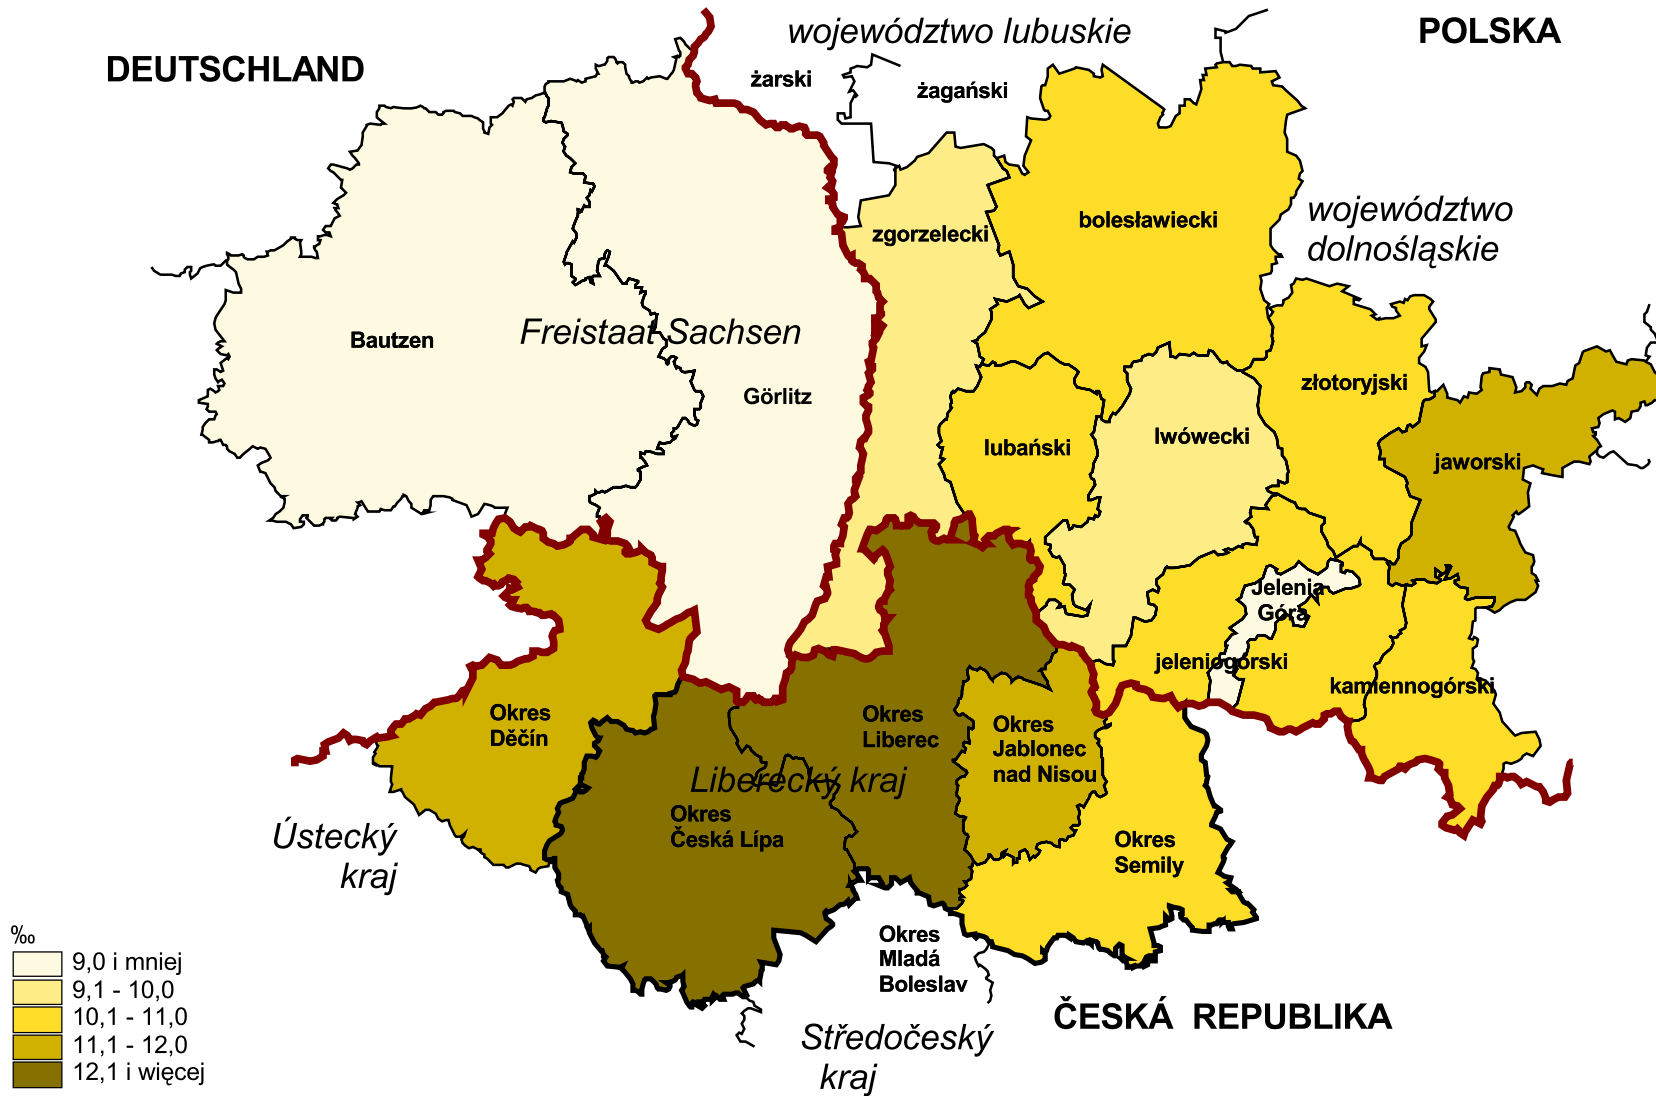 województwo lubuskie
POLSKA
DEUTSCHLAND
żarski
żagański
województwo
dolnośląskie
zgorzelecki
bolesławiecki
Bautzen
Freistaat Sachsen
Görlitz
złotoryjski
lubański
lwówecki
jaworski
Jelenia
Góra
jeleniogórski
kamiennogórski
Okres
Děčín
Okres
Liberec
Okres
Jablonec
nad Nisou
Liberecký kraj
Okres
Česká Lípa
Ústecký
kraj
Okres
Semily
Okres
Mladá
Boleslav
ČESKÁ REPUBLIKA
Středočeský
kraj
‰
9,0 i mniej
9,1 - 10,0
10,1 - 11,0
11,1 - 12,0
12,1 i więcej